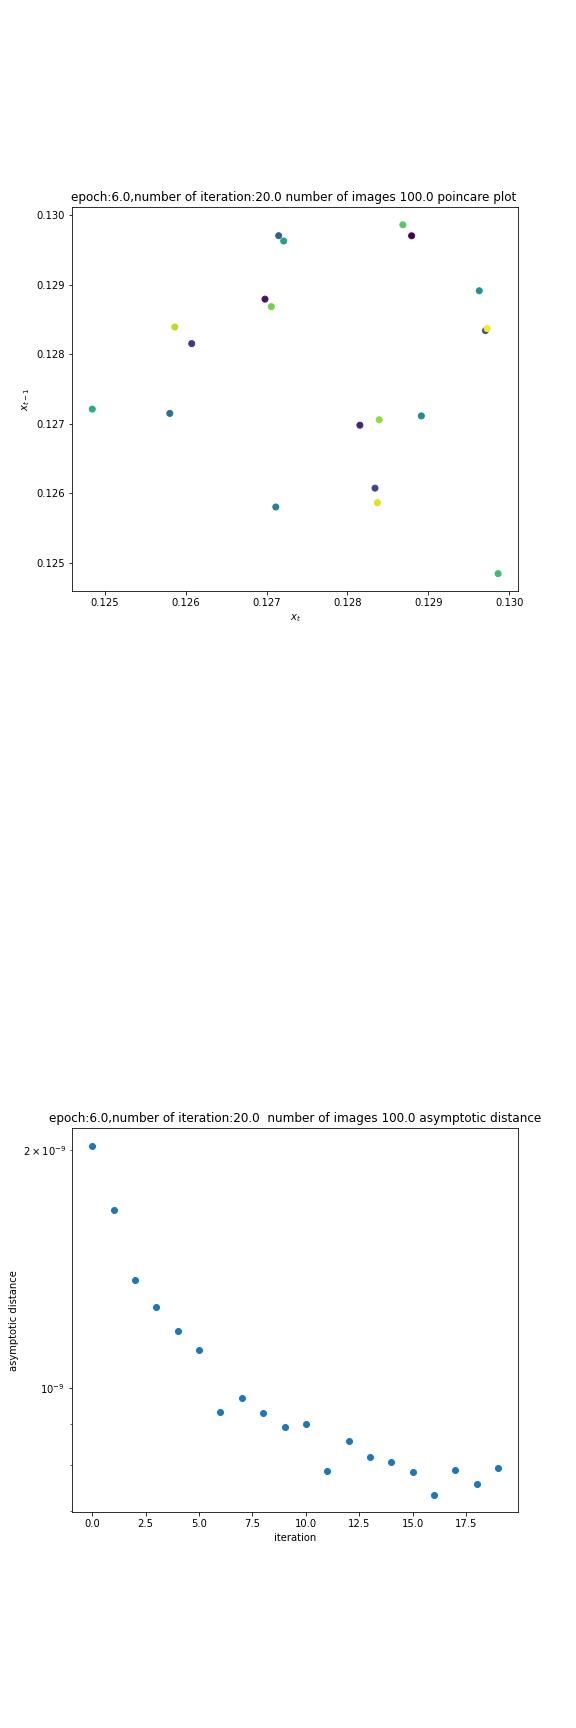 epoch:6.0,number of iteration:20.0 number of images 100.0 poincare plot
0.130
0.129
0.128
0.127
0.126
0.125
x_{t-1}
0.125 0.126 0.127 0.128 0.129 0.130
x_t
epoch:6.0,number of iteration:20.0  number of images 100.0 asymptotic distance
2 × 10⁻⁹
10⁻⁹
asymptotic distance
0.0 2.5 5.0 7.5 10.0 12.5 15.0 17.5
iteration